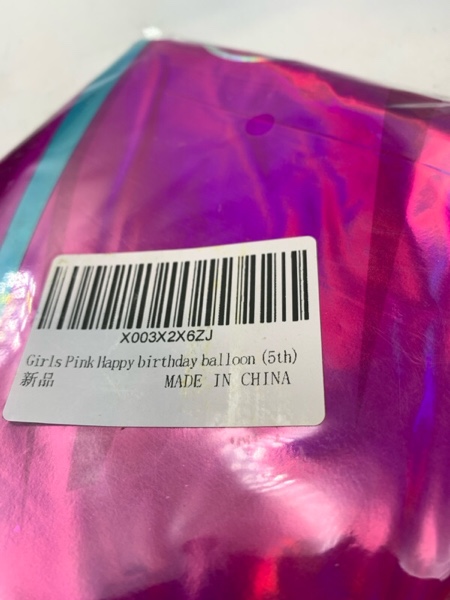 X003X2X6ZJ
Girls Pink Happy birthday balloon (5th)
新品 MADE IN CHINA